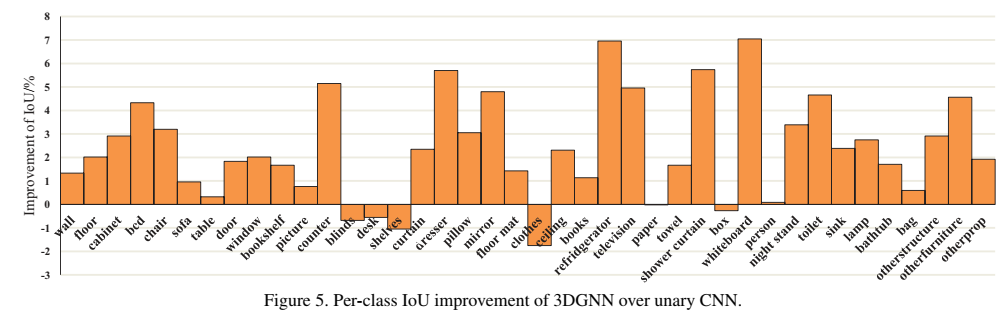 8
7
6
5
4
3
2
1
0
-1
-2
-3
Improvement of IoU/%
wall
floor
cabinet
bed
chair
sofa
table
door
window
bookshelf
picture
counter
blinds
desk
shelves
curtain
dresser
pillow
mirror
floor mat
clothes
ceiling
books
refridgerator
television
paper
towel
shower curtain
box
whiteboard
person
night stand
toilet
sink
lamp
bathtub
bag
otherstructure
otherfurniture
otherprop
Figure 5. Per-class IoU improvement of 3DGNN over unary CNN.